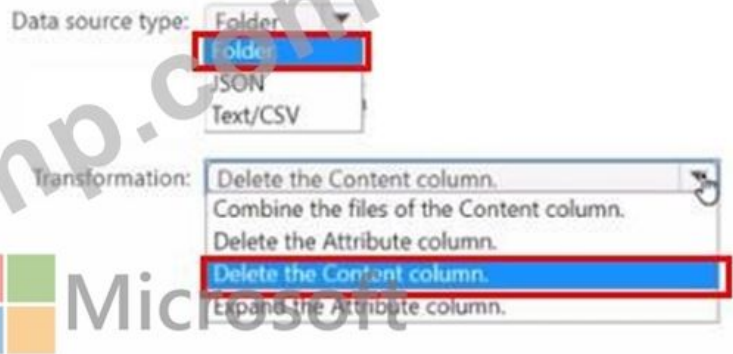 Data source type: Folder
Folder
JSON
Text/CSV
Transformation: Delete the Content column.
Combine the files of the Content column.
Delete the Attribute column.
Delete the Content column.
Expand the Attribute column.
Microsoft